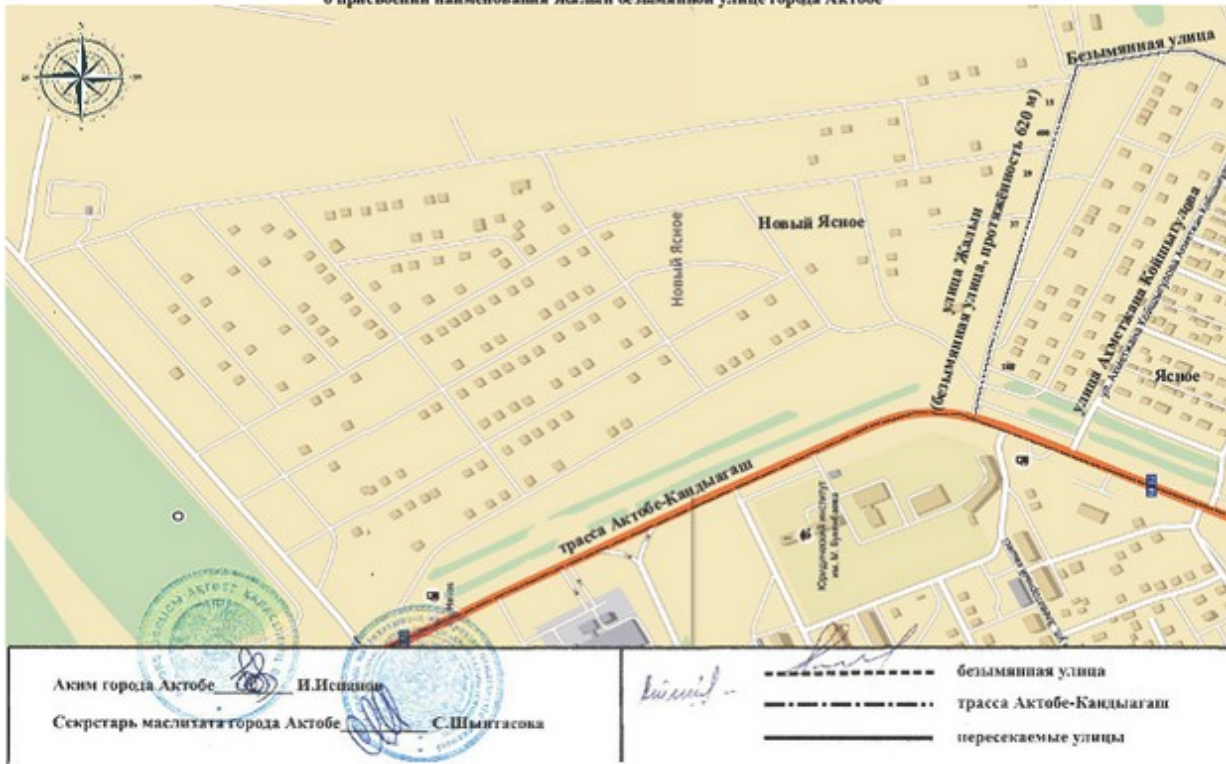 о присвоении наименования Жалын безымянной улице города Актобе
Безымянная улица
улица Жалын
(безымянная улица, протяжённость 620 м)
Новый Ясное
Новый Ясное
улица Ахметжана Койшыгулова
Ясное
трасса Актобе-Кандыагаш
Юридический институт
им. М. Букенбаева
Аким города Актобе И.Испанов
Секретарь маслихата города Актобе С.Шынтасова
безымянная улица
трасса Актобе-Кандыагаш
пересекаемые улицы